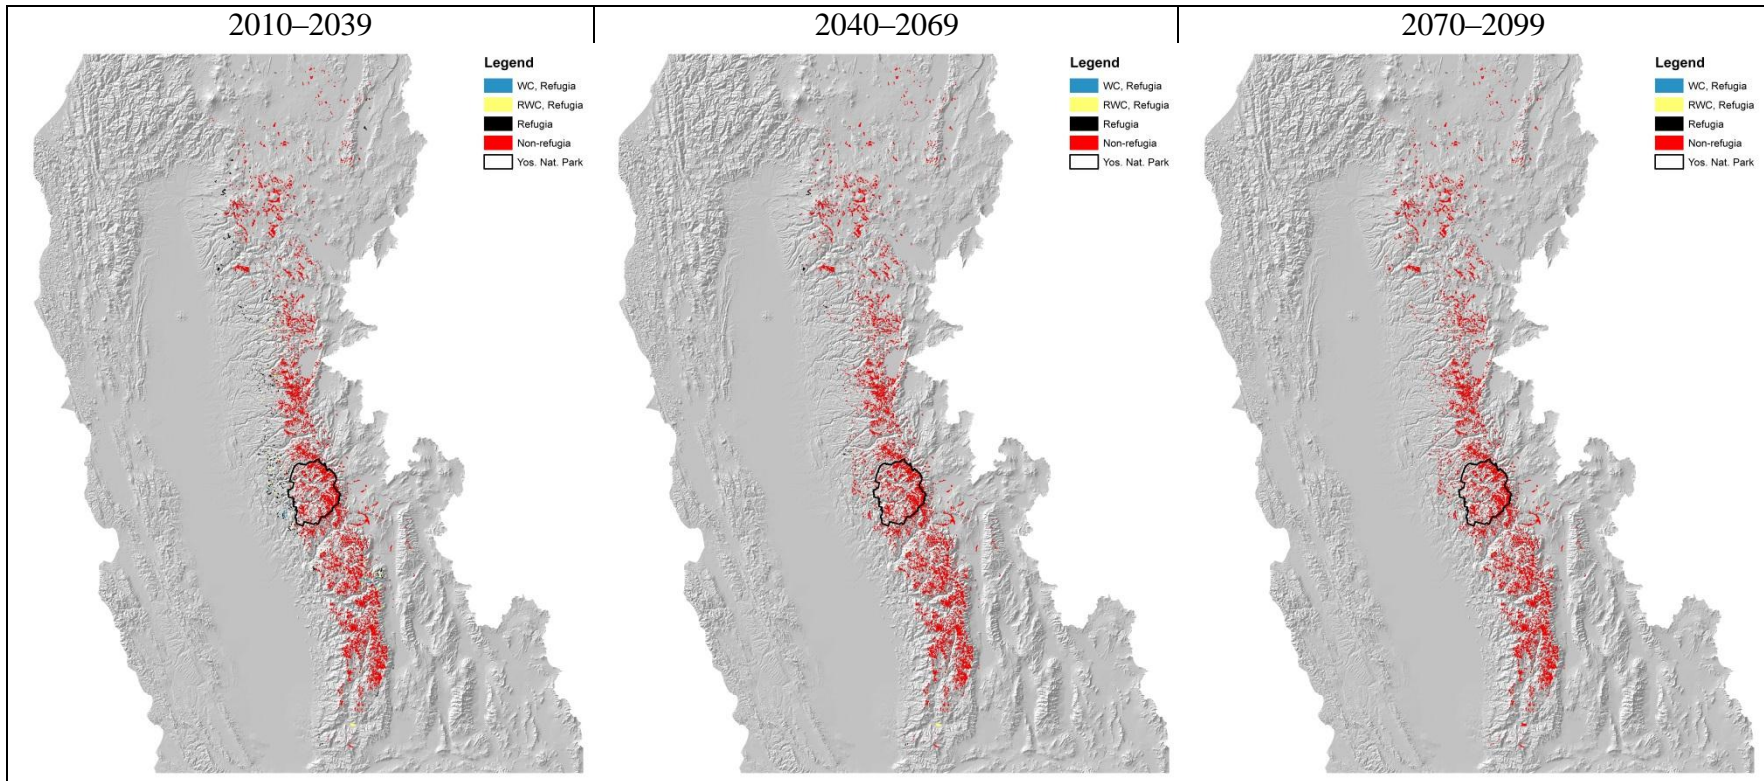 2010–2039
2040–2069
2070–2099
Legend
WC, Refugia
RWC, Refugia
Refugia
Non-refugia
Yos. Nat. Park
Legend
WC, Refugia
RWC, Refugia
Refugia
Non-refugia
Yos. Nat. Park
Legend
WC, Refugia
RWC, Refugia
Refugia
Non-refugia
Yos. Nat. Park